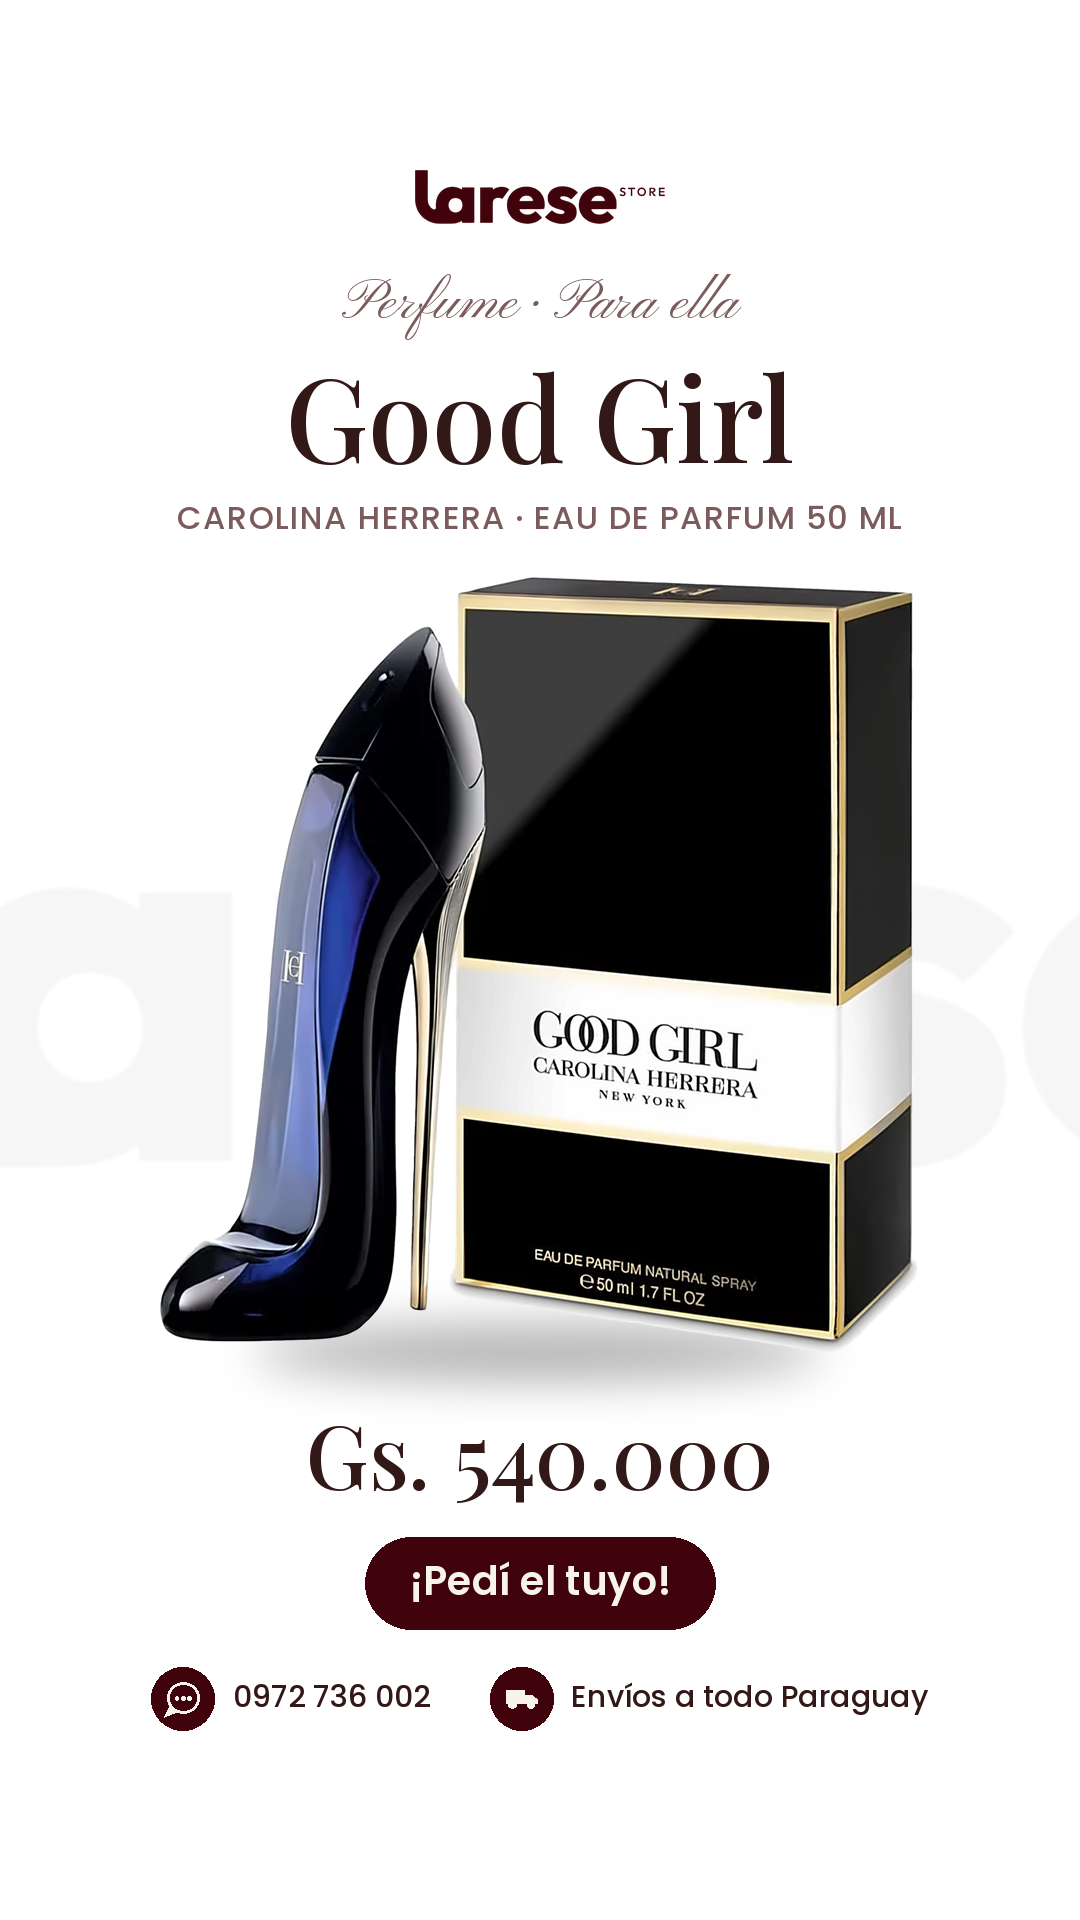 larese STORE
Perfume · Para ella
Good Girl
CAROLINA HERRERA · EAU DE PARFUM 50 ML
CH
GOOD GIRL
CAROLINA HERRERA
NEW YORK
EAU DE PARFUM NATURAL SPRAY
℮ 50 ml 1.7 FL OZ
Gs. 540.000
¡Pedí el tuyo!
0972 736 002
Envíos a todo Paraguay